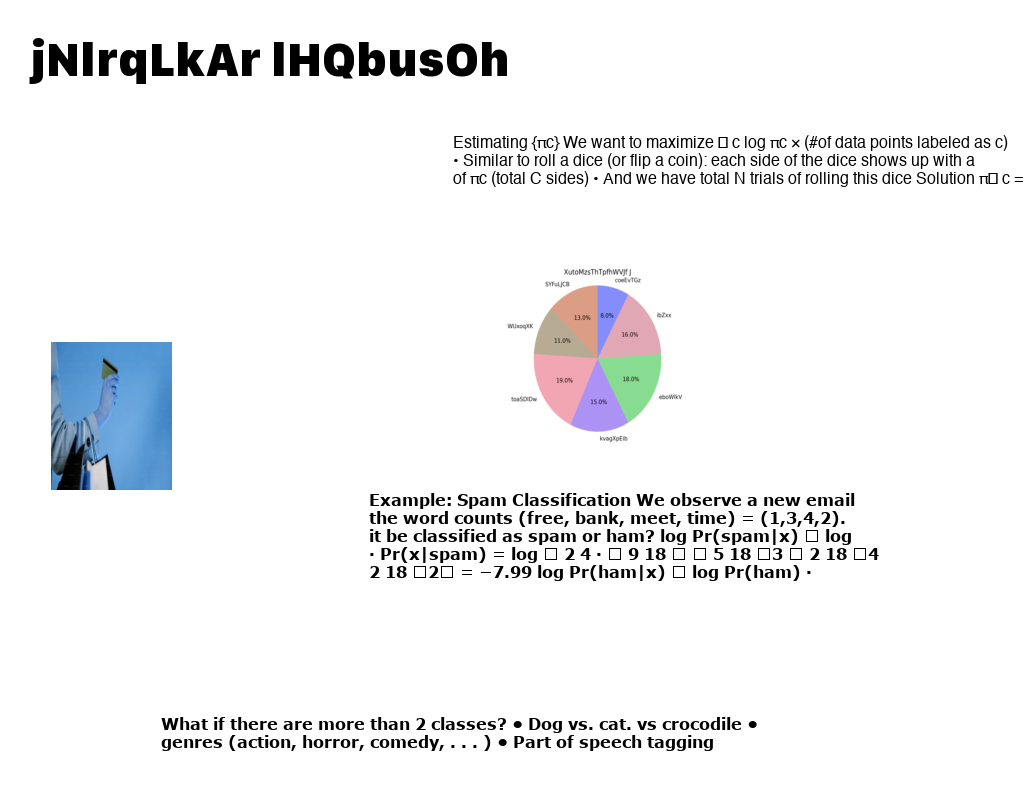 jNlrqLkAr lHQbusOh
Estimating {πc} We want to maximize □ c log πc × (#of data points labeled as c)
• Similar to roll a dice (or flip a coin): each side of the dice shows up with a
of πc (total C sides) • And we have total N trials of rolling this dice Solution π□ c =
XutoMzsThTpfhWVJf J
coeEvTGz
SYFuLJCB
ibZxx
WUxoqXK
8.0%
13.0%
16.0%
11.0%
19.0%
18.0%
15.0%
toaSDIDw
eboWlkV
kvagXpEib
Example: Spam Classification We observe a new email
the word counts (free, bank, meet, time) = (1,3,4,2).
it be classified as spam or ham? log Pr(spam|x) □ log
· Pr(x|spam) = log □ 2 4 · □ 9 18 □ □ 5 18 □3 □ 2 18 □4
2 18 □2□ = −7.99 log Pr(ham|x) □ log Pr(ham) ·
What if there are more than 2 classes? • Dog vs. cat. vs crocodile •
genres (action, horror, comedy, . . . ) • Part of speech tagging